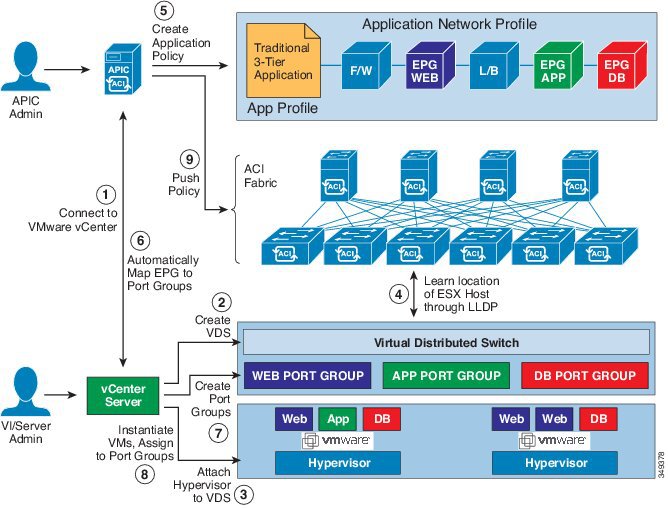 5
Create
Application
Policy
Application Network Profile
Traditional
3-Tier
Application
App Profile
F/W
EPG
WEB
L/B
EPG
APP
EPG
DB
APIC
ACI
APIC
Admin
9
Push
Policy
ACI
Fabric
ACI
ACI
ACI
ACI
ACI
ACI
ACI
ACI
ACI
ACI
1
Connect to
VMware vCenter
6
Automatically
Map EPG to
Port Groups
4
Learn location
of ESX Host
through LLDP
2
Create
VDS
Virtual Distributed Switch
WEB PORT GROUP
APP PORT GROUP
DB PORT GROUP
vCenter
Server
VI/Server
Admin
Create
Port
Groups
7
Instantiate
VMs, Assign
to Port Groups
8
Attach
Hypervisor
to VDS
3
Web
App
DB
vmware
Hypervisor
Web
Web
DB
vmware
Hypervisor
349378